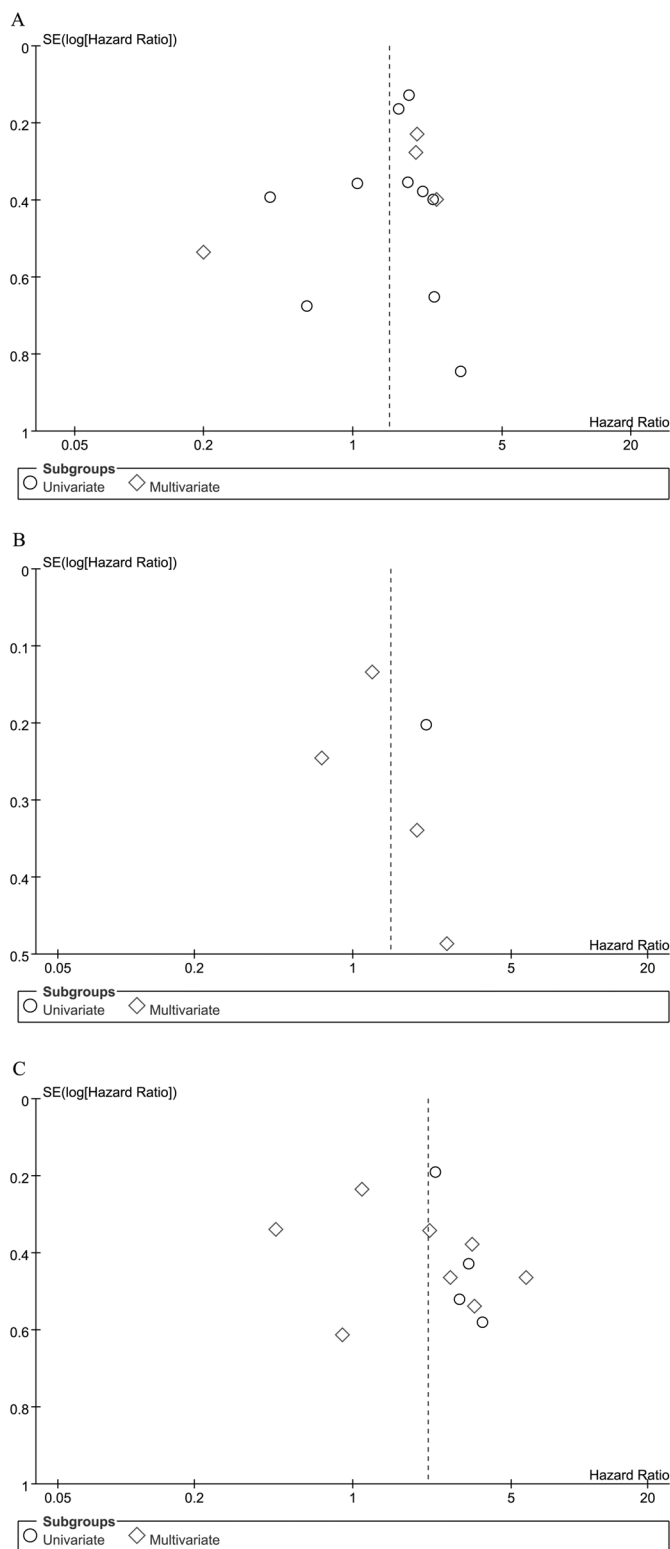 A
SE(log[Hazard Ratio])
0
0.2
0.4
0.6
0.8
1
Hazard Ratio
0.05 0.2 1 5 20
Subgroups
Univariate Multivariate
B
SE(log[Hazard Ratio])
0
0.1
0.2
0.3
0.4
0.5
Hazard Ratio
0.05 0.2 1 5 20
Subgroups
Univariate Multivariate
C
SE(log[Hazard Ratio])
0
0.2
0.4
0.6
0.8
1
Hazard Ratio
0.05 0.2 1 5 20
Subgroups
Univariate Multivariate